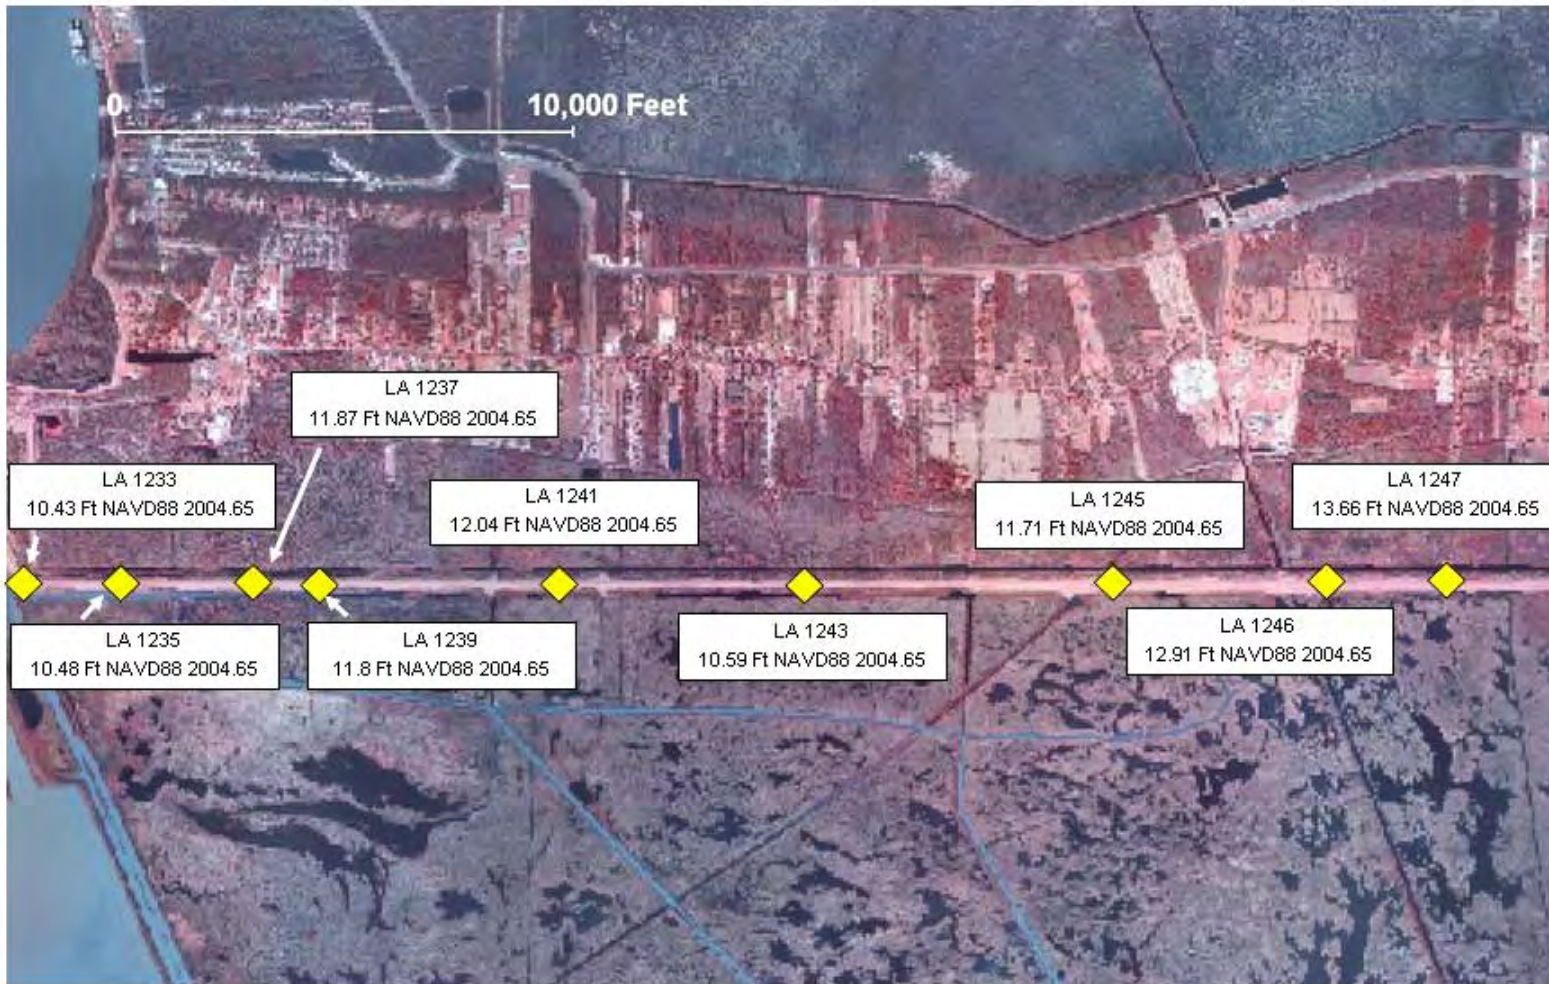 0 10,000 Feet
LA 1237
11.87 Ft NAVD88 2004.65
LA 1233
10.43 Ft NAVD88 2004.65
LA 1241
12.04 Ft NAVD88 2004.65
LA 1245
11.71 Ft NAVD88 2004.65
LA 1247
13.66 Ft NAVD88 2004.65
LA 1235
10.48 Ft NAVD88 2004.65
LA 1239
11.8 Ft NAVD88 2004.65
LA 1243
10.59 Ft NAVD88 2004.65
LA 1246
12.91 Ft NAVD88 2004.65